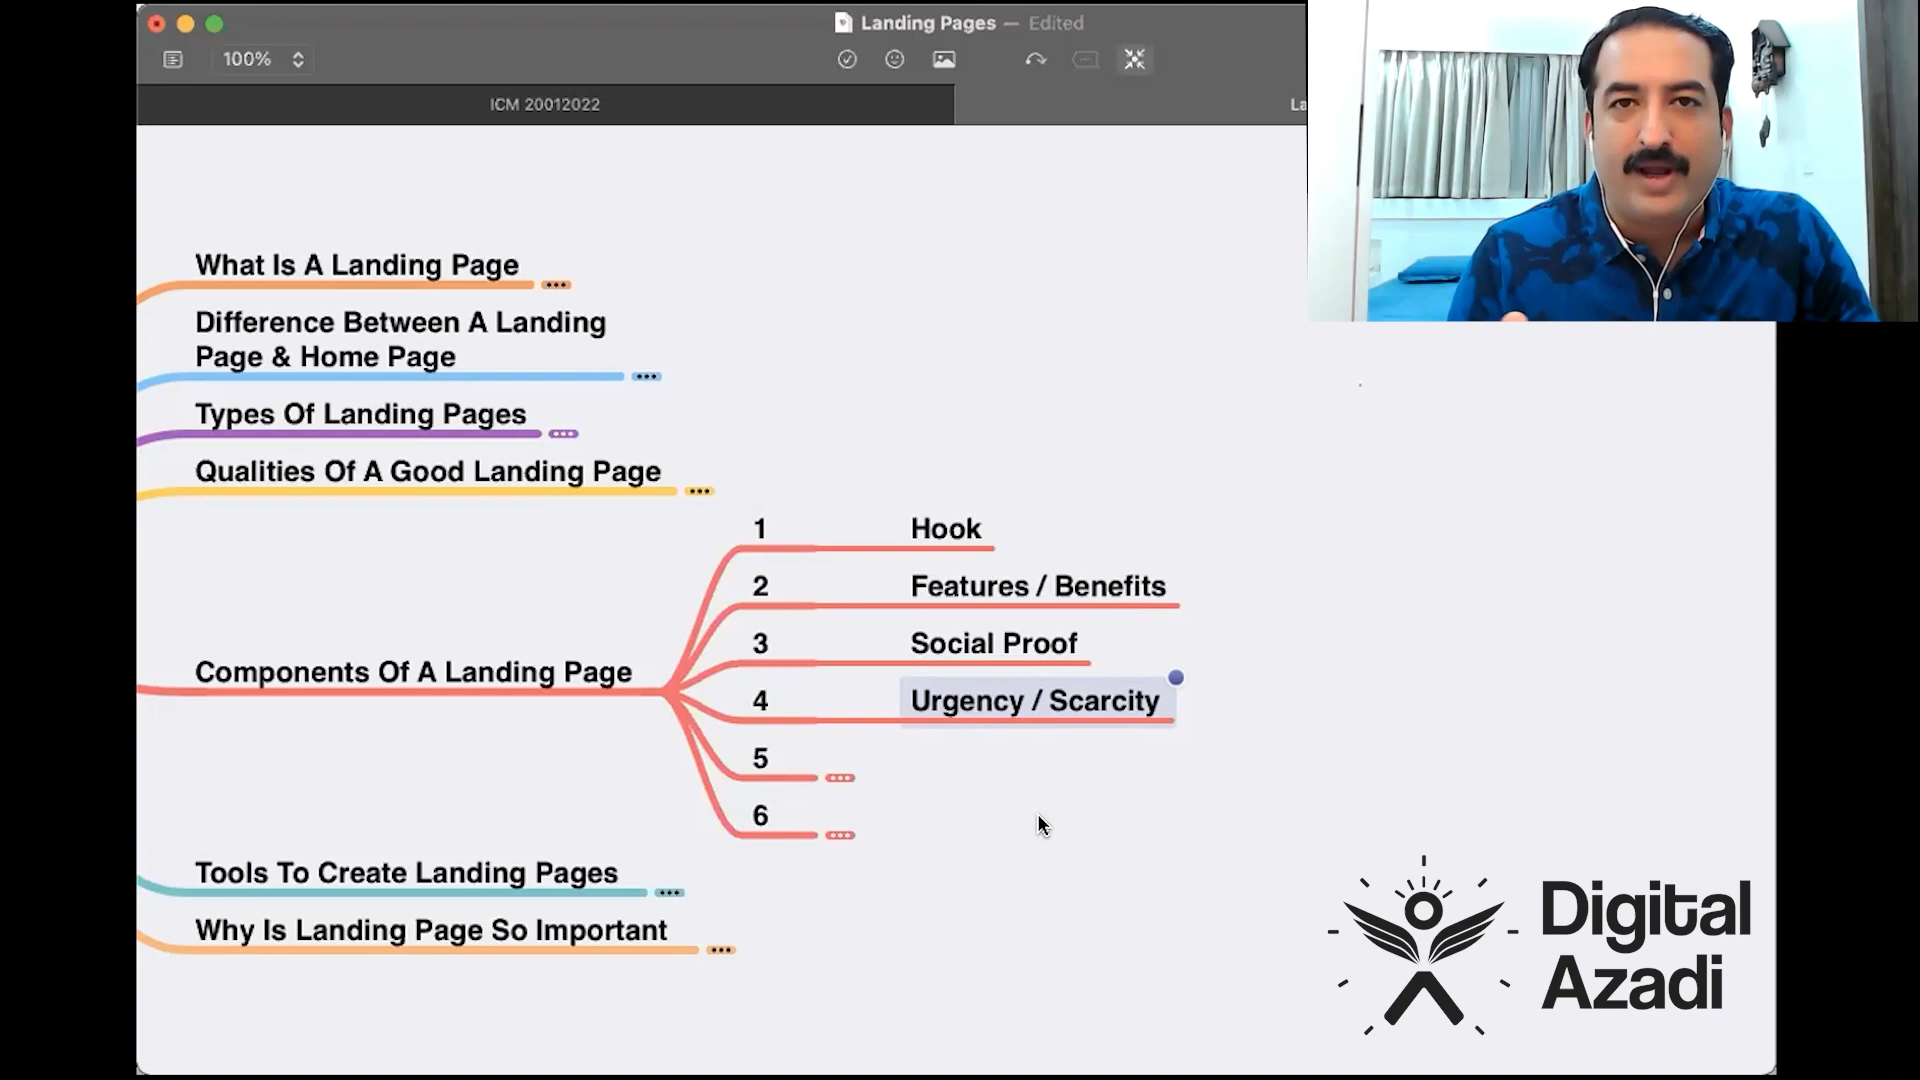 Landing Pages — Edited
100%
ICM 20012022
La
What Is A Landing Page
Difference Between A Landing
Page & Home Page
Types Of Landing Pages
Qualities Of A Good Landing Page
Components Of A Landing Page
1 Hook
2 Features / Benefits
3 Social Proof
4 Urgency / Scarcity
5
6
Tools To Create Landing Pages
Why Is Landing Page So Important
Digital
Azadi